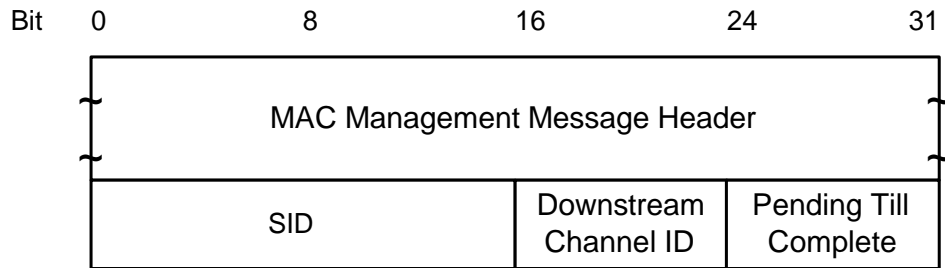 Bit 0 8 16 24 31
MAC Management Message Header
SID
Downstream
Channel ID
Pending Till
Complete